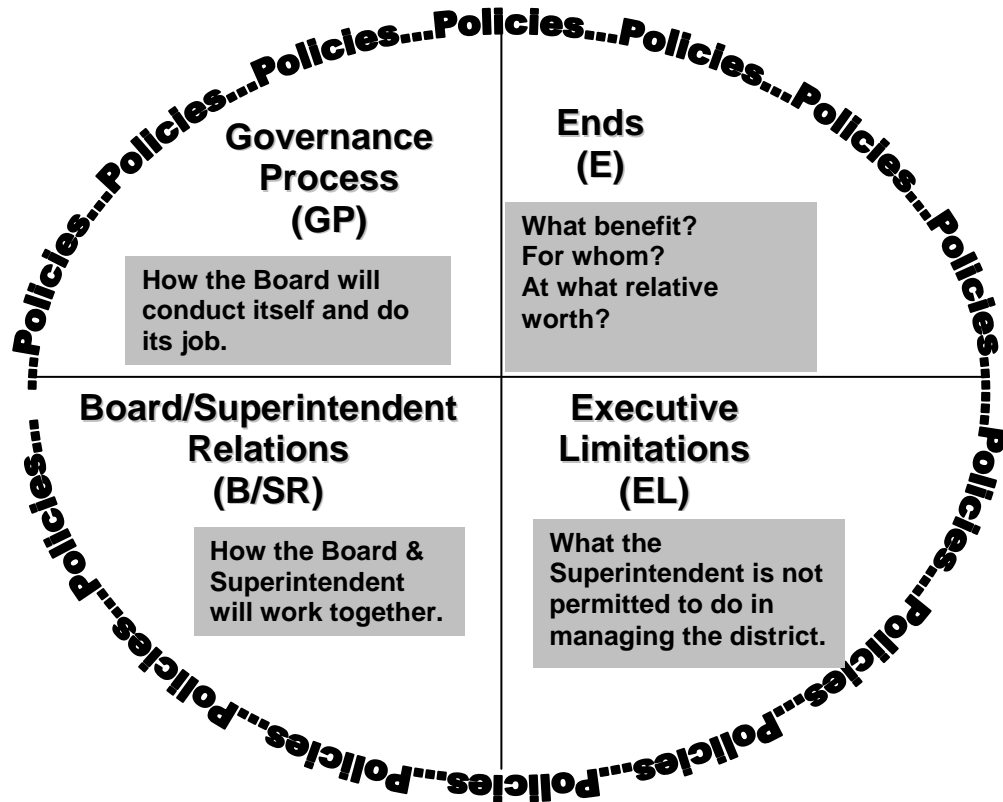 ....Policies...Policies...Policies...Policies...Policies...Policies...Policies......Policies...Policies...Policies...Policies...Policies...Policies...Policies...Policies...Policies...
Governance
Process
(GP)
How the Board will
conduct itself and do
its job.
Ends
(E)
What benefit?
For whom?
At what relative
worth?
Board/Superintendent
Relations
(B/SR)
How the Board &
Superintendent
will work together.
Executive
Limitations
(EL)
What the
Superintendent is not
permitted to do in
managing the district.